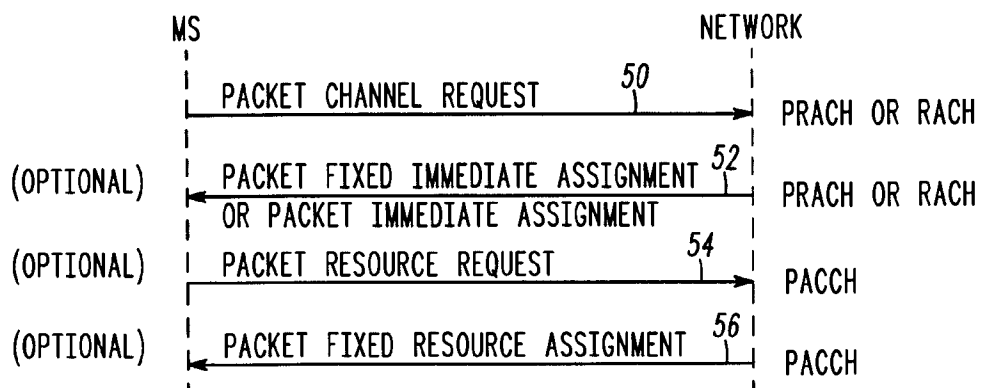 MS NETWORK
PACKET CHANNEL REQUEST 50 PRACH OR RACH
(OPTIONAL) PACKET FIXED IMMEDIATE ASSIGNMENT 52 PRACH OR RACH
OR PACKET IMMEDIATE ASSIGNMENT
(OPTIONAL) PACKET RESOURCE REQUEST 54 PACCH
(OPTIONAL) PACKET FIXED RESOURCE ASSIGNMENT 56 PACCH